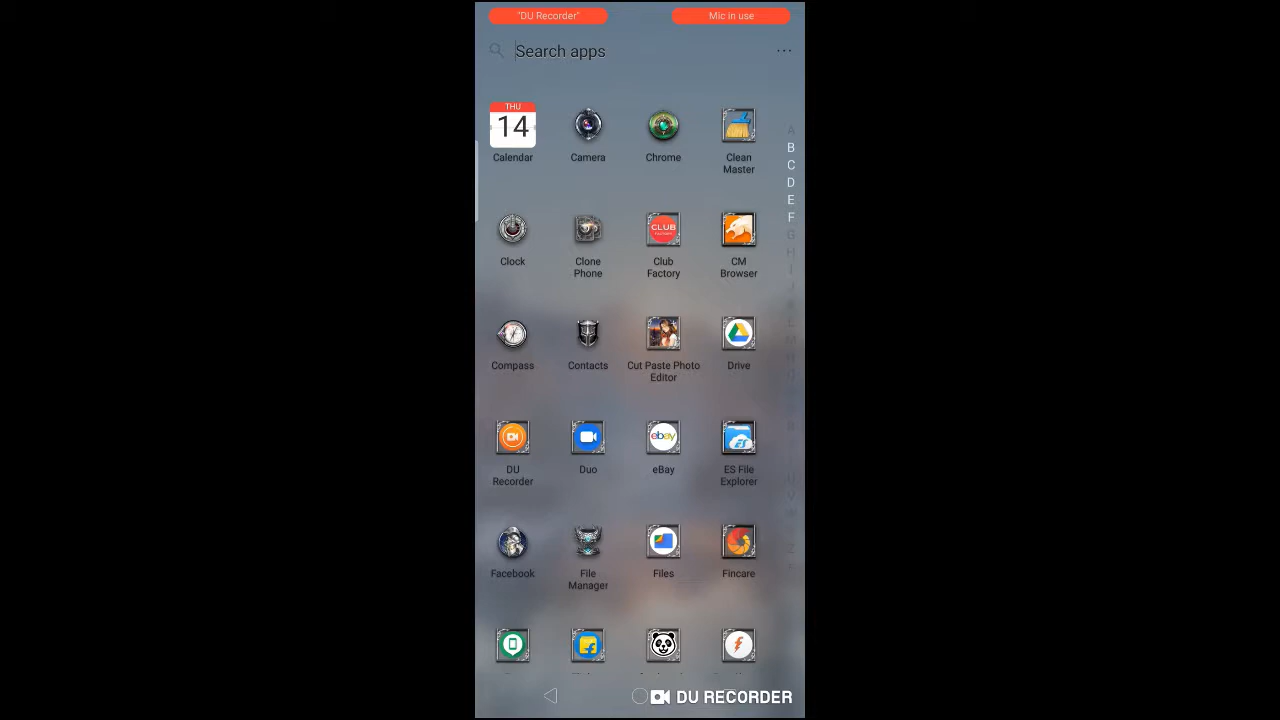 "DU Recorder" Mic in use
Search apps ...
THU
14
Calendar Camera Chrome Clean
Master
A
B
C
D
E
F
G
H
I
J
CLUB
Clock Clone Club CM
Phone Factory Browser
Compass Contacts Cut Paste Photo Drive
Editor
ebay
DU Duo eBay ES File
Recorder Explorer
Facebook File Files Fincare
Manager
DU RECORDER